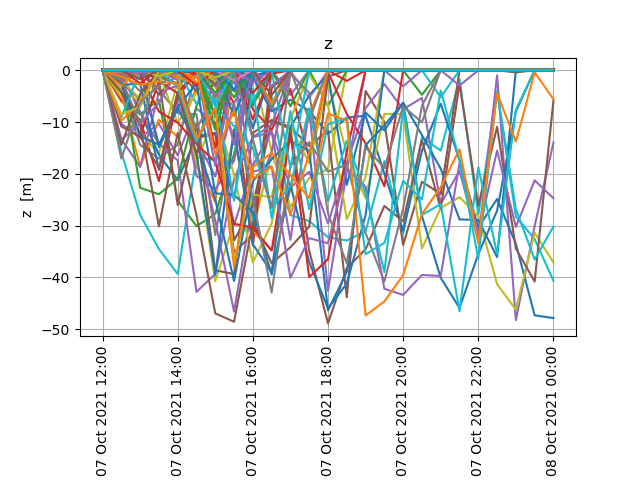 z
z [m]
0
−10
−20
−30
−40
−50
07 Oct 2021 12:00
07 Oct 2021 14:00
07 Oct 2021 16:00
07 Oct 2021 18:00
07 Oct 2021 20:00
07 Oct 2021 22:00
08 Oct 2021 00:00